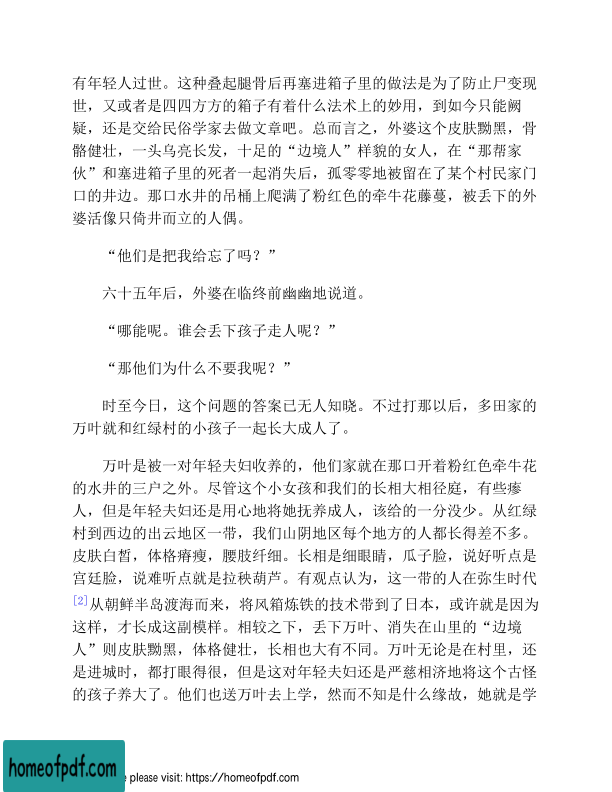 有年轻人过世。这种叠起腿骨后再塞进箱子里的做法是为了防止尸变现
世，又或者是四四方方的箱子有着什么法术上的妙用，到如今只能阙
疑，还是交给民俗学家去做文章吧。总而言之，外婆这个皮肤黝黑，骨
骼健壮，一头乌亮长发，十足的“边境人”样貌的女人，在“那帮家
伙”和塞进箱子里的死者一起消失后，孤零零地被留在了某个村民家门
口的井边。那口水井的吊桶上爬满了粉红色的牵牛花藤蔓，被丢下的外
婆活像只倚井而立的人偶。
“他们是把我给忘了吗？”
六十五年后，外婆在临终前幽幽地说道。
“哪能呢。谁会丢下孩子走人呢？”
“那他们为什么不要我呢？”
时至今日，这个问题的答案已无人知晓。不过打那以后，多田家的
万叶就和红绿村的小孩子一起长大成人了。
万叶是被一对年轻夫妇收养的，他们家就在那口开着粉红色牵牛花
的水井的三户之外。尽管这个小女孩和我们的长相大相径庭，有些瘆
人，但是年轻夫妇还是用心地将她抚养成人，该给的一分没少。从红绿
村到西边的出云地区一带，我们山阴地区每个地方的人都长得差不多。
皮肤白皙，体格瘠瘦，腰肢纤细。长相是细眼睛，瓜子脸，说好听点是
宫廷脸，说难听点就是拉秧葫芦。有观点认为，这一带的人在弥生时代
[2]从朝鲜半岛渡海而来，将风箱炼铁的技术带到了日本，或许就是因为
这样，才长成这副模样。相较之下，丢下万叶、消失在山里的“边境
人”则皮肤黝黑，体格健壮，长相也大有不同。万叶无论是在村里，还
是进城时，都打眼得很，但是这对年轻夫妇还是严慈相济地将这个古怪
的孩子养大了。他们也送万叶去上学，然而不知是什么缘故，她就是学
homeofpdf.com
please visit: https://homeofpdf.com